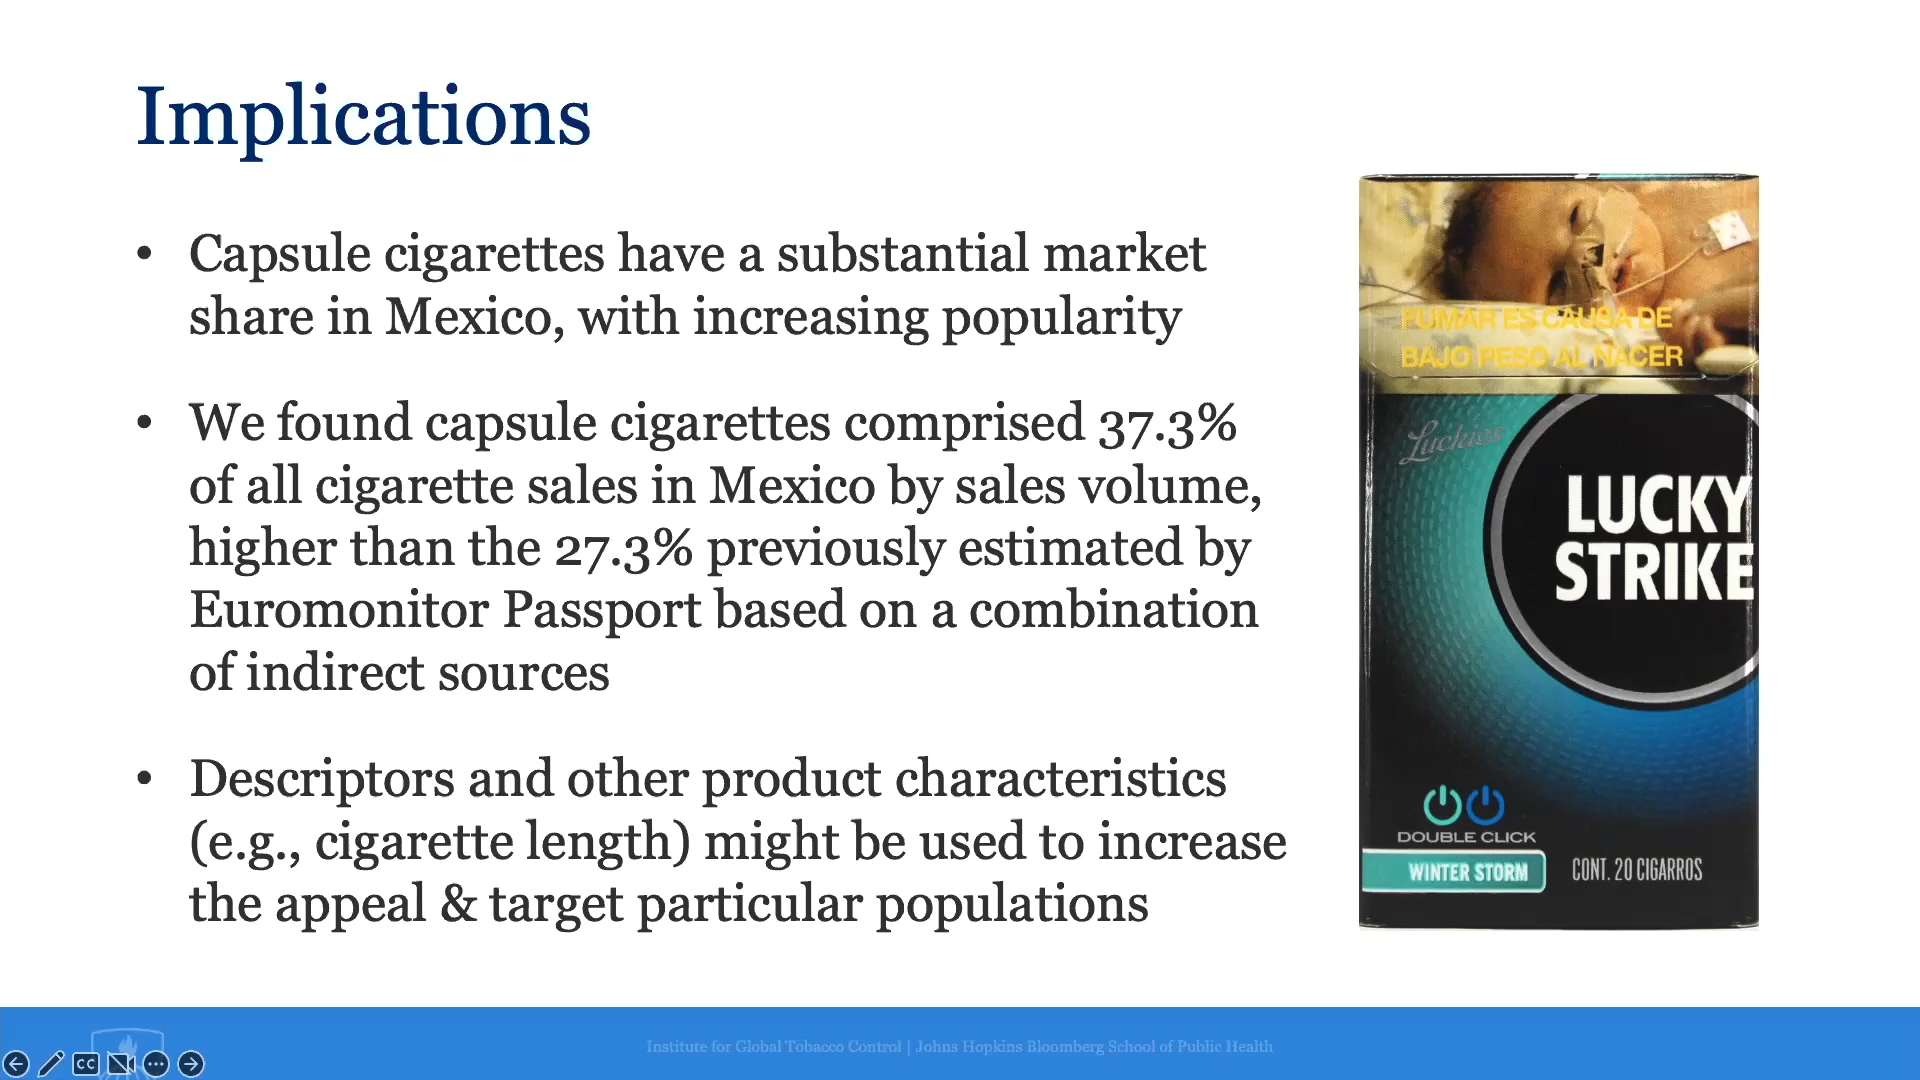 Implications
• Capsule cigarettes have a substantial market
share in Mexico, with increasing popularity
• We found capsule cigarettes comprised 37.3%
of all cigarette sales in Mexico by sales volume,
higher than the 27.3% previously estimated by
Euromonitor Passport based on a combination
of indirect sources
• Descriptors and other product characteristics
(e.g., cigarette length) might be used to increase
the appeal & target particular populations
FUMAR ES CAUSA DE
BAJO PESO AL NACER
Luckies
LUCKY
STRIKE
DOUBLE CLICK
WINTER STORM
CONT. 20 CIGARROS
Institute for Global Tobacco Control | Johns Hopkins Bloomberg School of Public Health
CC